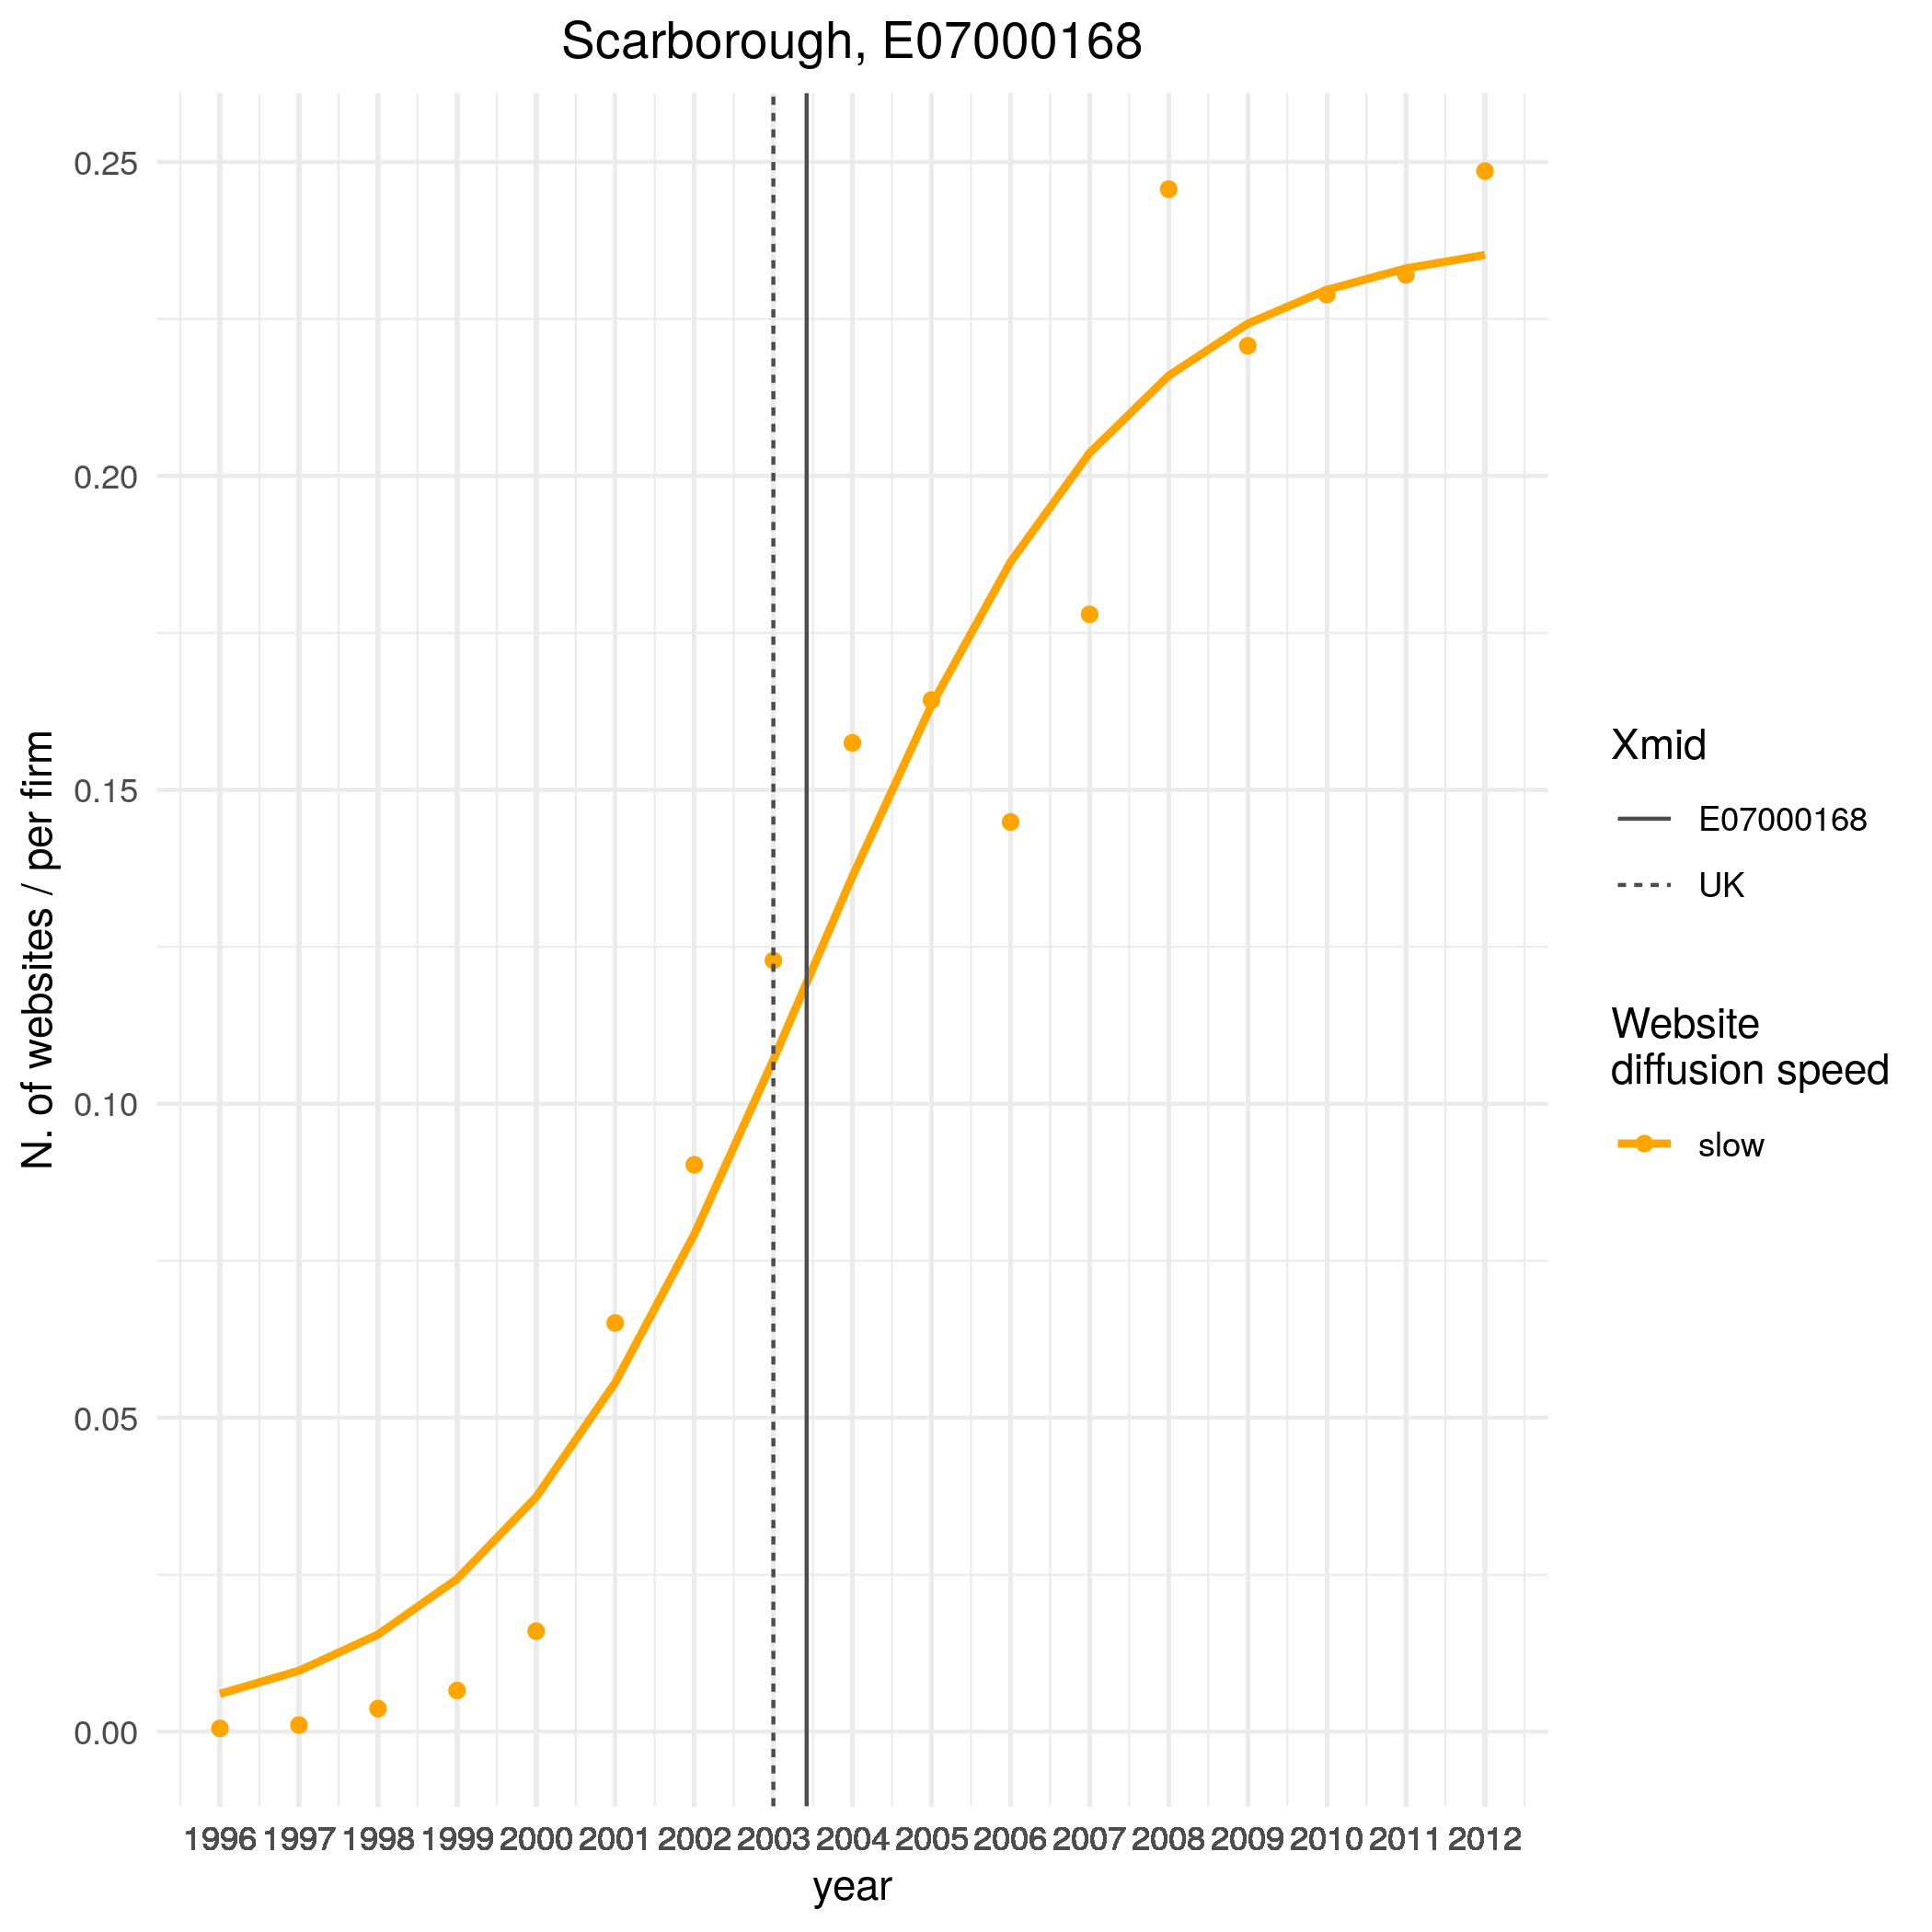 Scarborough, E07000168
0.25
0.20
0.15
0.10
0.05
0.00
N. of websites / per firm
1996 1997 1998 1999 2000 2001 2002 2003 2004 2005 2006 2007 2008 2009 2010 2011 2012
year
Xmid
E07000168
UK
Website
diffusion speed
slow